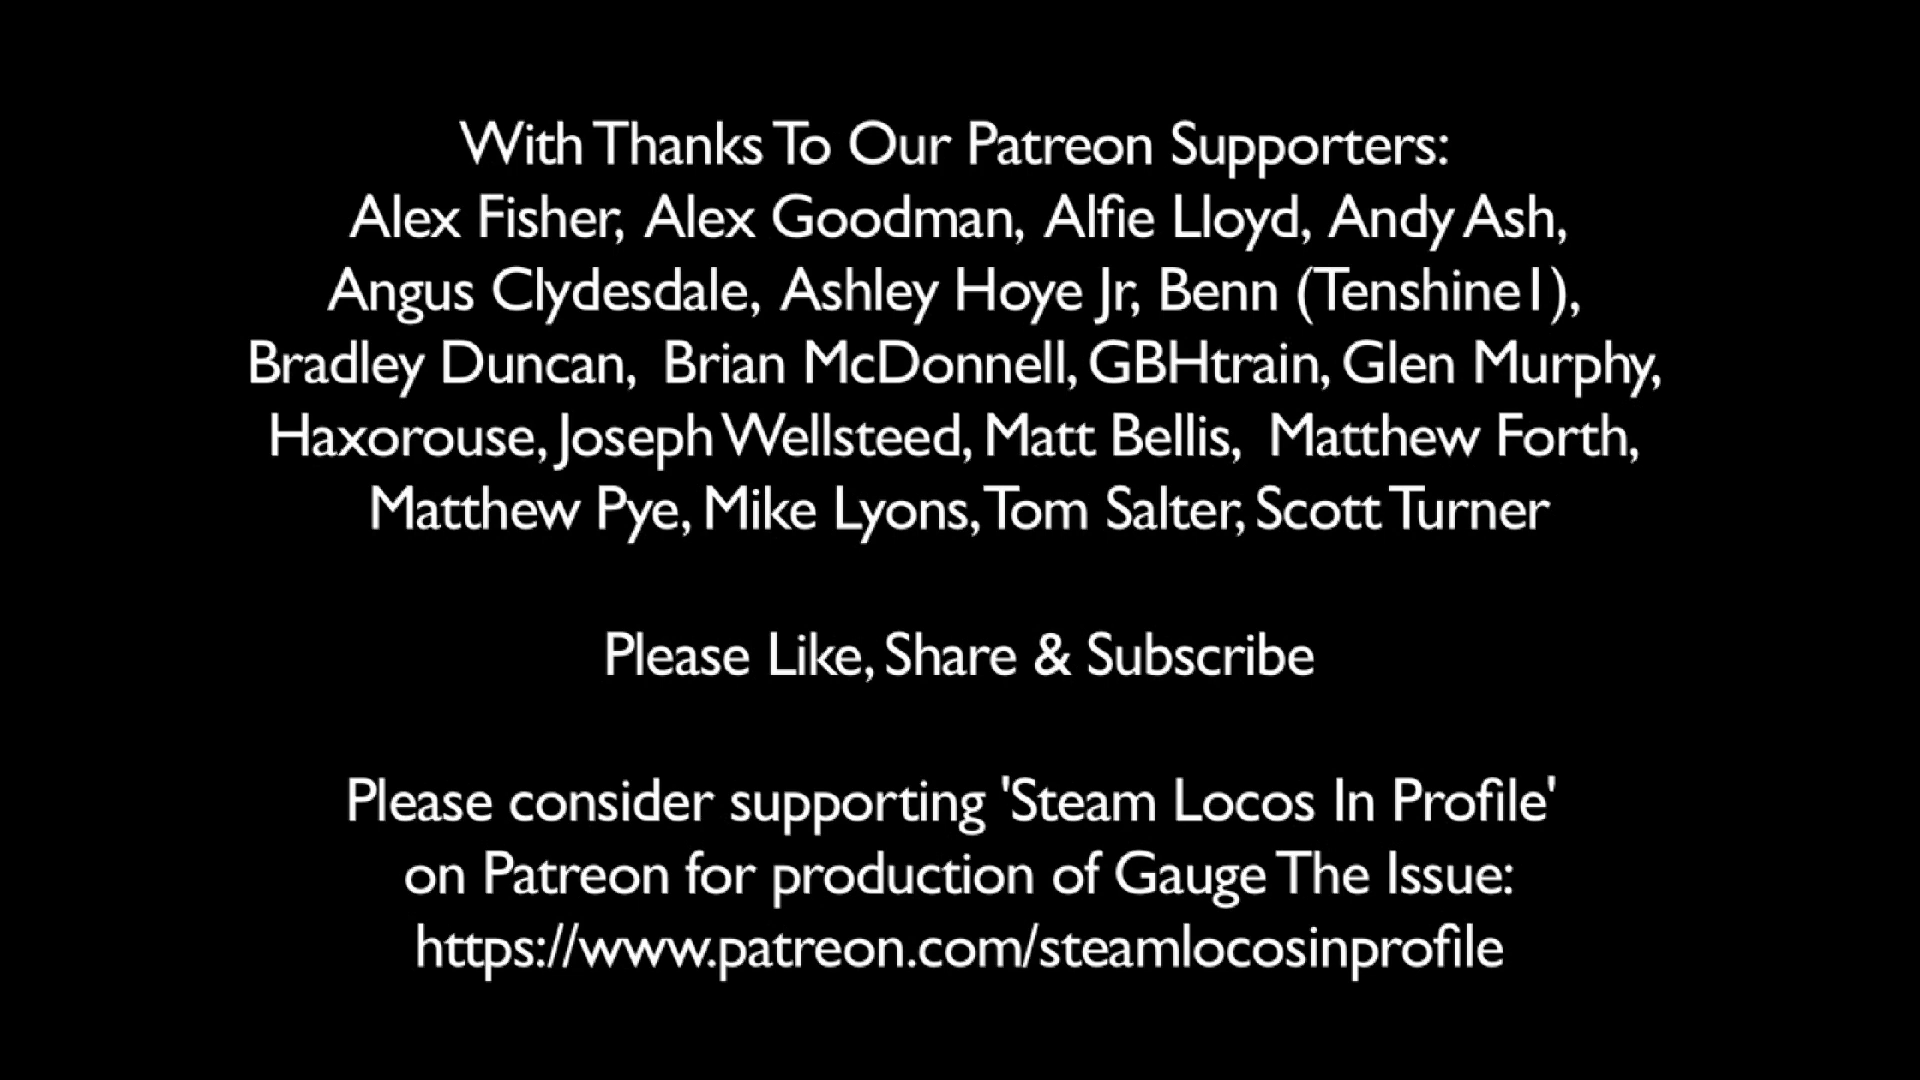 With Thanks To Our Patreon Supporters:
Alex Fisher, Alex Goodman, Alfie Lloyd, Andy Ash,
Angus Clydesdale, Ashley Hoye Jr, Benn (Tenshine1),
Bradley Duncan, Brian McDonnell, GBHtrain, Glen Murphy,
Haxorouse, Joseph Wellsteed, Matt Bellis, Matthew Forth,
Matthew Pye, Mike Lyons, Tom Salter, Scott Turner
Please Like, Share & Subscribe
Please consider supporting 'Steam Locos In Profile'
on Patreon for production of Gauge The Issue:
https://www.patreon.com/steamlocosinprofile